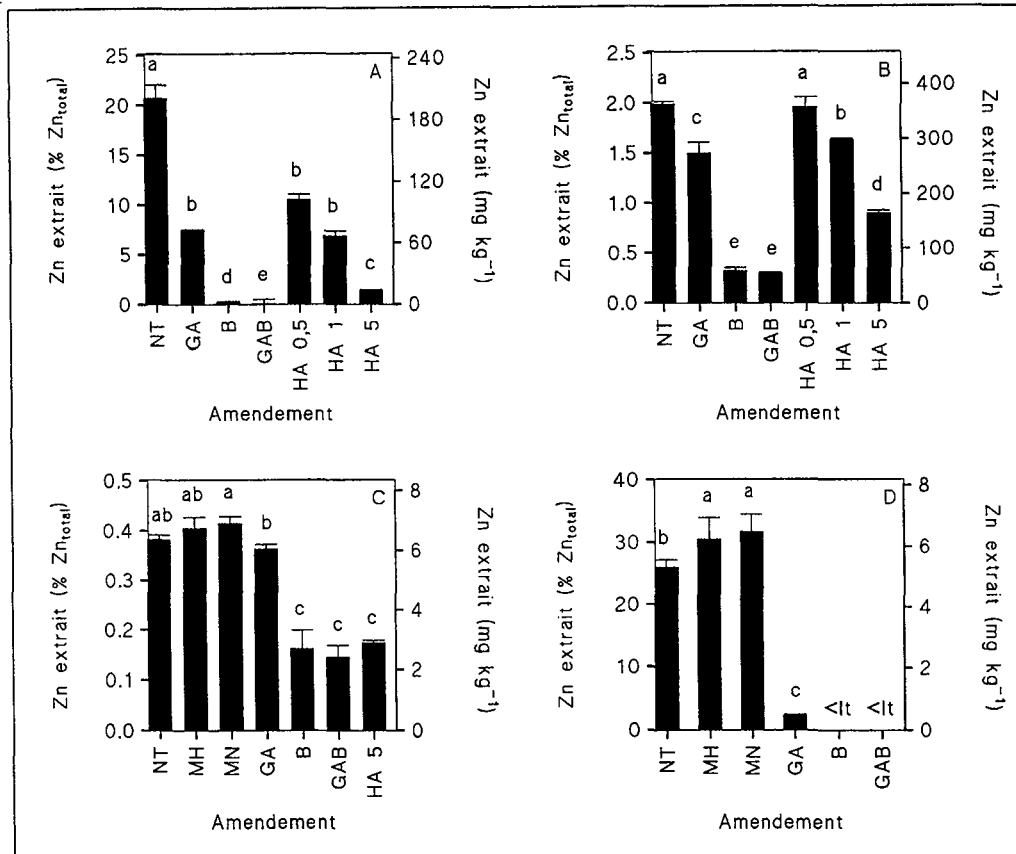 A
Zn extrait (% Zntotal)
25
20
15
10
5
0
a
b
d
e
b
b
c
240
180
120
60
0
Zn extrait (mg kg⁻¹)
NT
GA
B
GAB
HA 0,5
HA 1
HA 5
Amendement
B
Zn extrait (% Zntotal)
2.5
2.0
1.5
1.0
0.5
0.0
a
c
e
e
a
b
d
400
300
200
100
0
Zn extrait (mg kg⁻¹)
NT
GA
B
GAB
HA 0,5
HA 1
HA 5
Amendement
C
Zn extrait (% Zntotal)
0.5
0.4
0.3
0.2
0.1
0.0
ab
ab
a
b
c
c
c
8
6
4
2
0
Zn extrait (mg kg⁻¹)
NT
MH
MN
GA
B
GAB
HA 5
Amendement
D
Zn extrait (% Zntotal)
40
30
20
10
0
b
a
a
c
<lt
<lt
8
6
4
2
0
Zn extrait (mg kg⁻¹)
NT
MH
MN
GA
B
GAB
Amendement